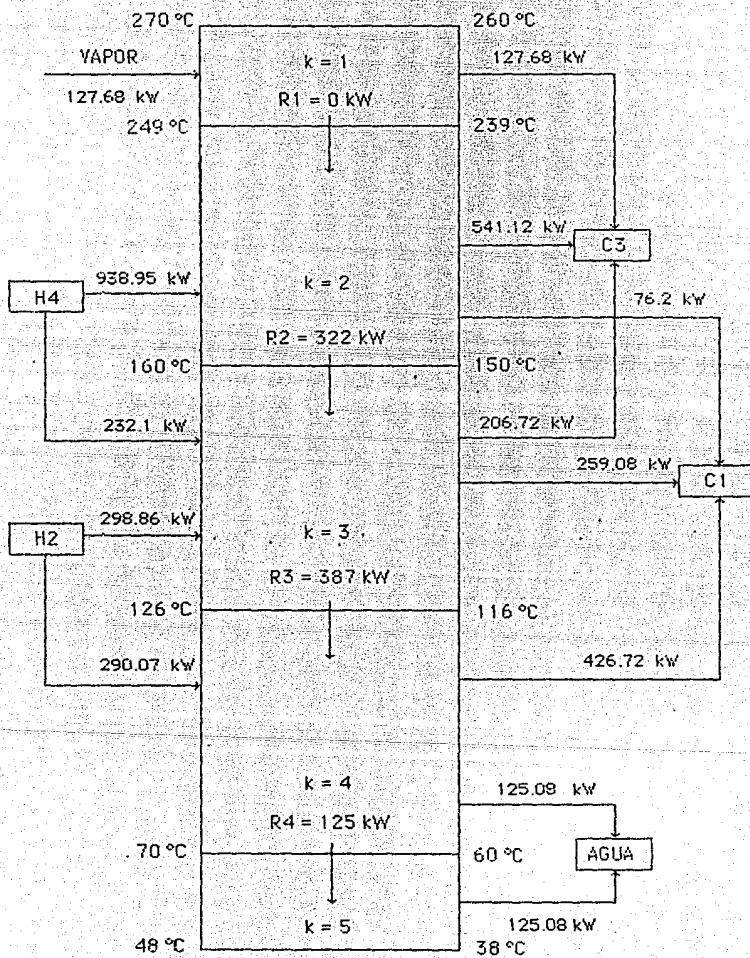 270 °C
260 °C
VAPOR
127.68 kW
k = 1
127.68 kW
R1 = 0 kW
249 °C
239 °C
541.12 kW
C3
H4
938.95 kW
k = 2
76.2 kW
R2 = 322 kW
160 °C
150 °C
232.1 kW
206.72 kW
259.08 kW
C1
H2
298.86 kW
k = 3
R3 = 387 kW
126 °C
116 °C
290.07 kW
426.72 kW
k = 4
125.08 kW
R4 = 125 kW
70 °C
60 °C
AGUA
k = 5
125.08 kW
48 °C
38 °C